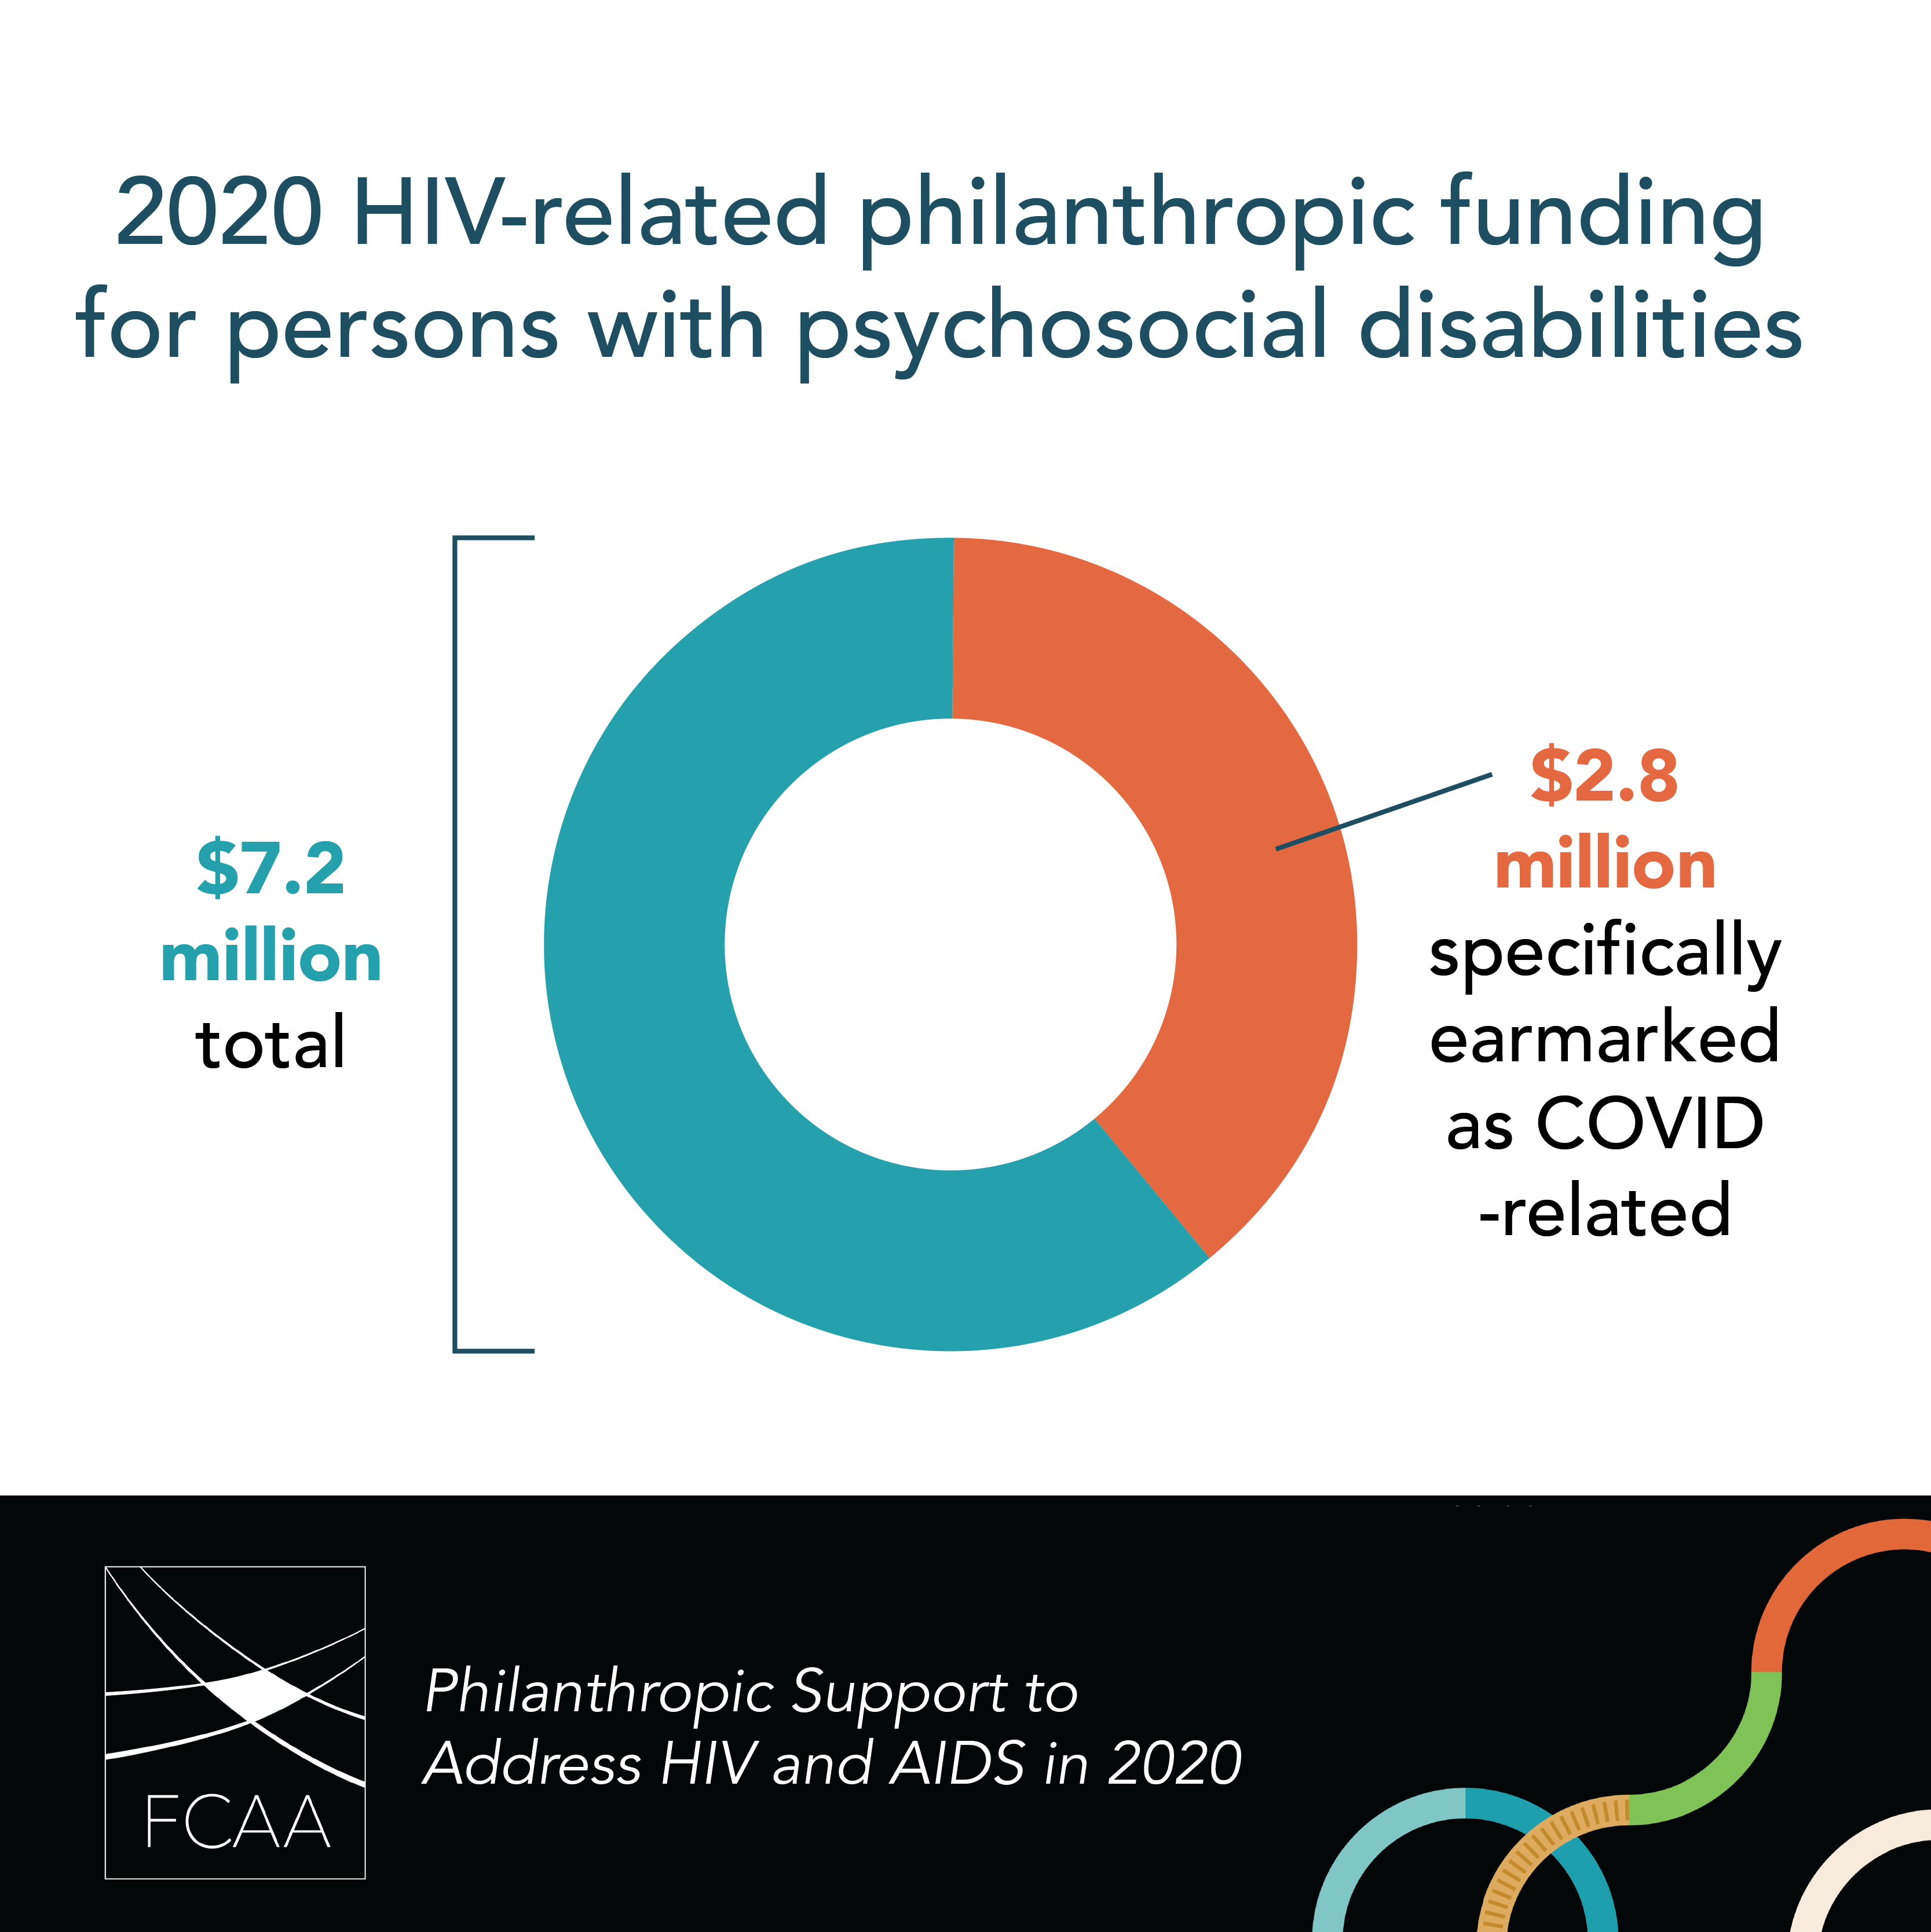 2020 HIV-related philanthropic funding
for persons with psychosocial disabilities
$7.2
million
total
$2.8
million
specifically
earmarked
as COVID
-related
FCAA
Philanthropic Support to
Address HIV and AIDS in 2020